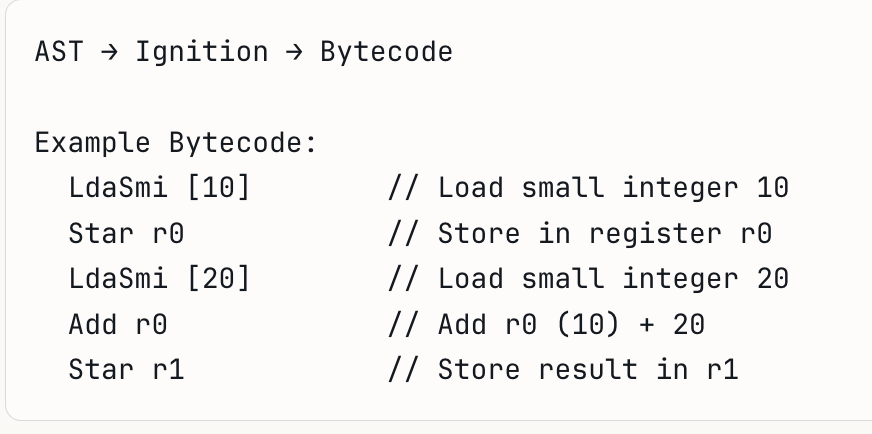 AST → Ignition → Bytecode
Example Bytecode:
LdaSmi [10] // Load small integer 10
Star r0 // Store in register r0
LdaSmi [20] // Load small integer 20
Add r0 // Add r0 (10) + 20
Star r1 // Store result in r1